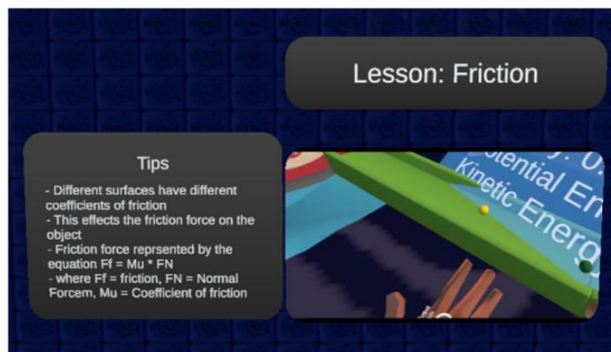 Lesson: Friction
Tips
- Different surfaces have different
coefficients of friction
- This effects the friction force on the
object
- Friction force reprsented by the
equation Ff = Mu * FN
- where Ff = friction, FN = Normal
Forcem, Mu = Coefficient of friction
Kinetic Energ